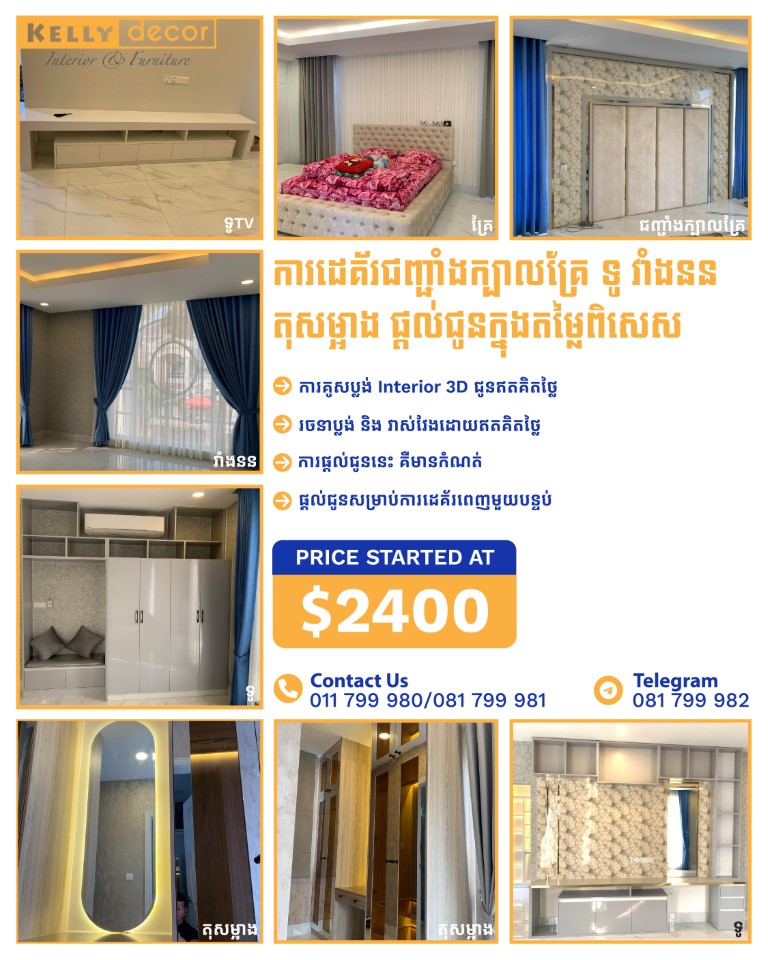 KELLY decor
Interior & Furniture
ទូTV
គ្រែ
ជញ្ជាំងក្បាលគ្រែ
ការដេគ័រជញ្ជាំងក្បាលគ្រែ ទូ វាំងនន
តុសម្អាង ផ្តល់ជូនក្នុងតម្លៃពិសេស
វាំងនន
ការគូសប្លង់ Interior 3D ជូនឥតគិតថ្លៃ
រចនាប្លង់ និង វាស់វែងដោយឥតគិតថ្លៃ
ការផ្តល់ជូននេះ គឺមានកំណត់
ផ្តល់ជូនសម្រាប់ការដេគ័រពេញមួយបន្ទប់
PRICE STARTED AT
$2400
ទូ
Contact Us
011 799 980/081 799 981
Telegram
081 799 982
តុសម្អាង
តុសម្អាង
ទូ